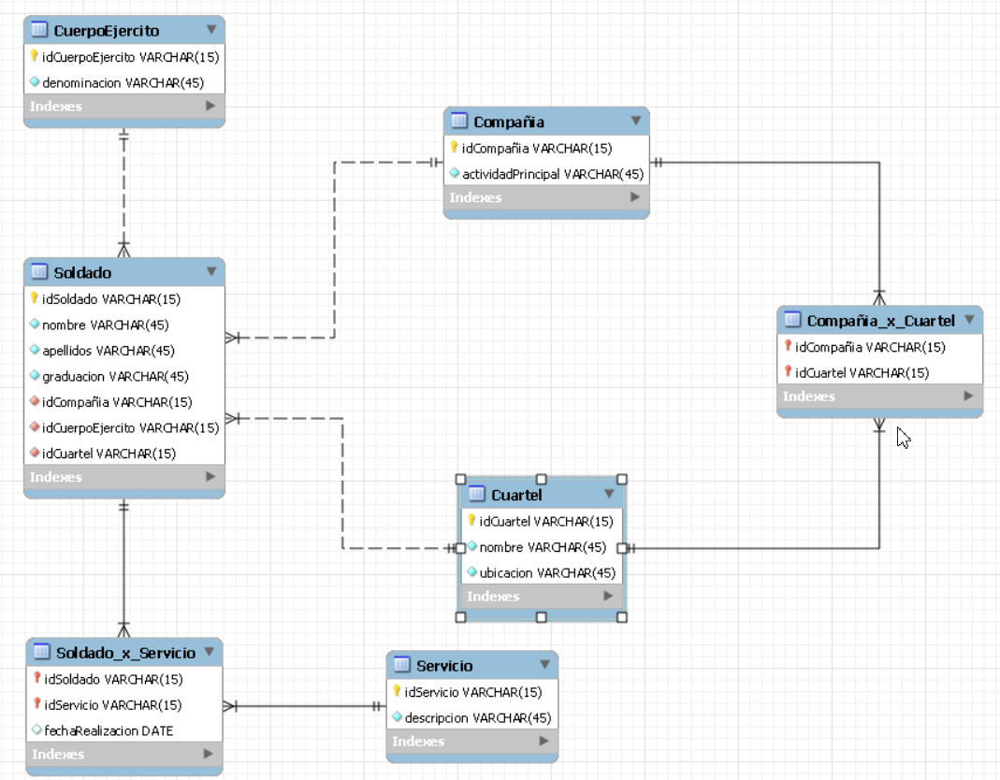 CuerpoEjercito
idCuerpoEjercito VARCHAR(15)
denominacion VARCHAR(45)
Indexes
Compañia
idCompañia VARCHAR(15)
actividadPrincipal VARCHAR(45)
Indexes
Soldado
idSoldado VARCHAR(15)
nombre VARCHAR(45)
apellidos VARCHAR(45)
graduacion VARCHAR(45)
idCompañia VARCHAR(15)
idCuerpoEjercito VARCHAR(15)
idCuartel VARCHAR(15)
Indexes
Compañia_x_Cuartel
idCompañia VARCHAR(15)
idCuartel VARCHAR(15)
Indexes
Cuartel
idCuartel VARCHAR(15)
nombre VARCHAR(45)
ubicacion VARCHAR(45)
Indexes
Soldado_x_Servicio
idSoldado VARCHAR(15)
idServicio VARCHAR(15)
fechaRealizacion DATE
Indexes
Servicio
idServicio VARCHAR(15)
descripcion VARCHAR(45)
Indexes